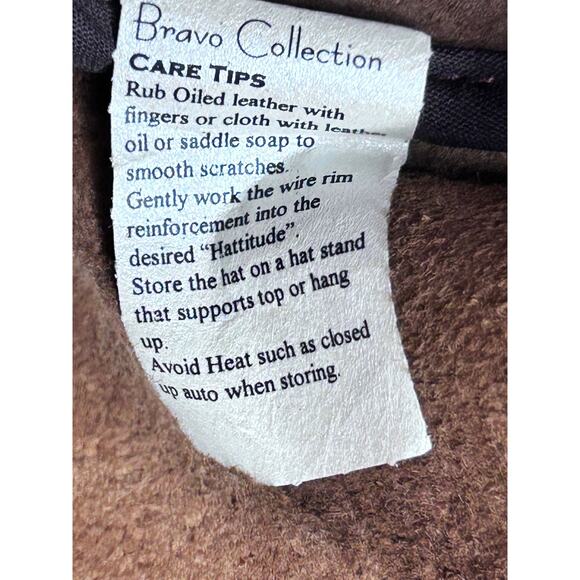 Bravo Collection
CARE TIPS
Rub Oiled leather with
fingers or cloth with leather
oil or saddle soap to
smooth scratches.
Gently work the wire rim
reinforcement into the
desired "Hattitude".
Store the hat on a hat stand
that supports top or hang
up.
Avoid Heat such as closed
up auto when storing.